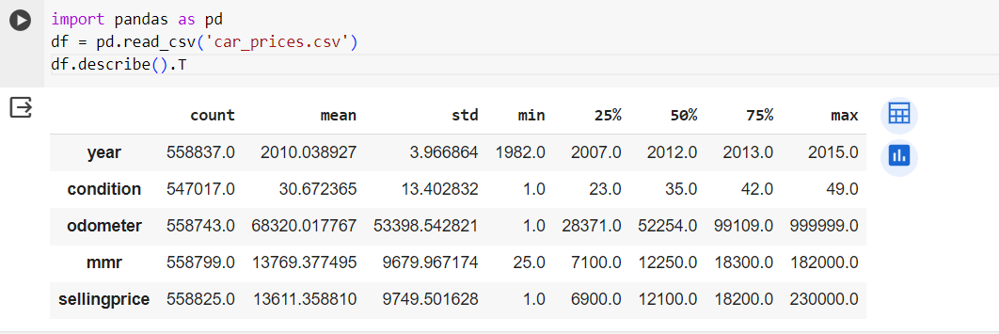 import pandas as pd
df = pd.read_csv('car_prices.csv')
df.describe().T
count mean std min 25% 50% 75% max
year 558837.0 2010.038927 3.966864 1982.0 2007.0 2012.0 2013.0 2015.0
condition 547017.0 30.672365 13.402832 1.0 23.0 35.0 42.0 49.0
odometer 558743.0 68320.017767 53398.542821 1.0 28371.0 52254.0 99109.0 999999.0
mmr 558799.0 13769.377495 9679.967174 25.0 7100.0 12250.0 18300.0 182000.0
sellingprice 558825.0 13611.358810 9749.501628 1.0 6900.0 12100.0 18200.0 230000.0